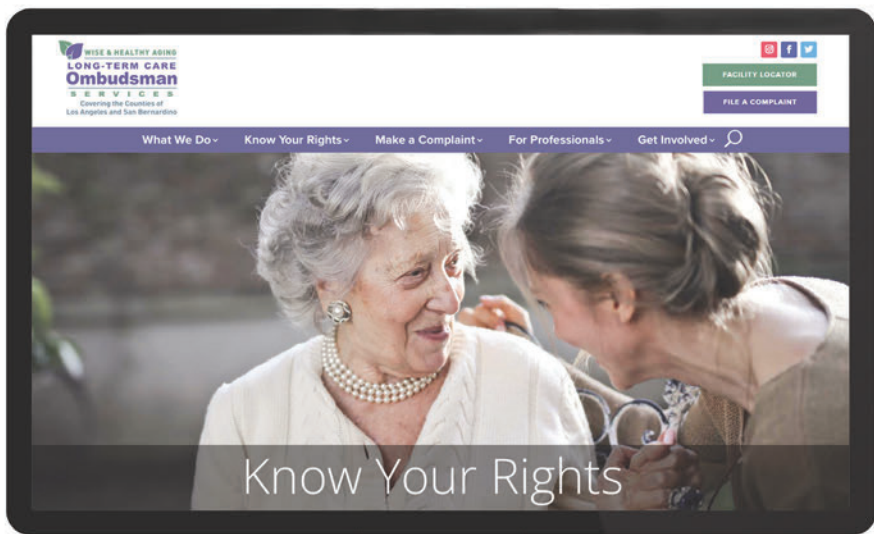 WISE & HEALTHY AGING
LONG-TERM CARE
Ombudsman
SERVICES
Covering the Counties of
Los Angeles and San Bernardino
FACILITY LOCATOR
FILE A COMPLAINT
What We Do
Know Your Rights
Make a Complaint
For Professionals
Get Involved
Know Your Rights